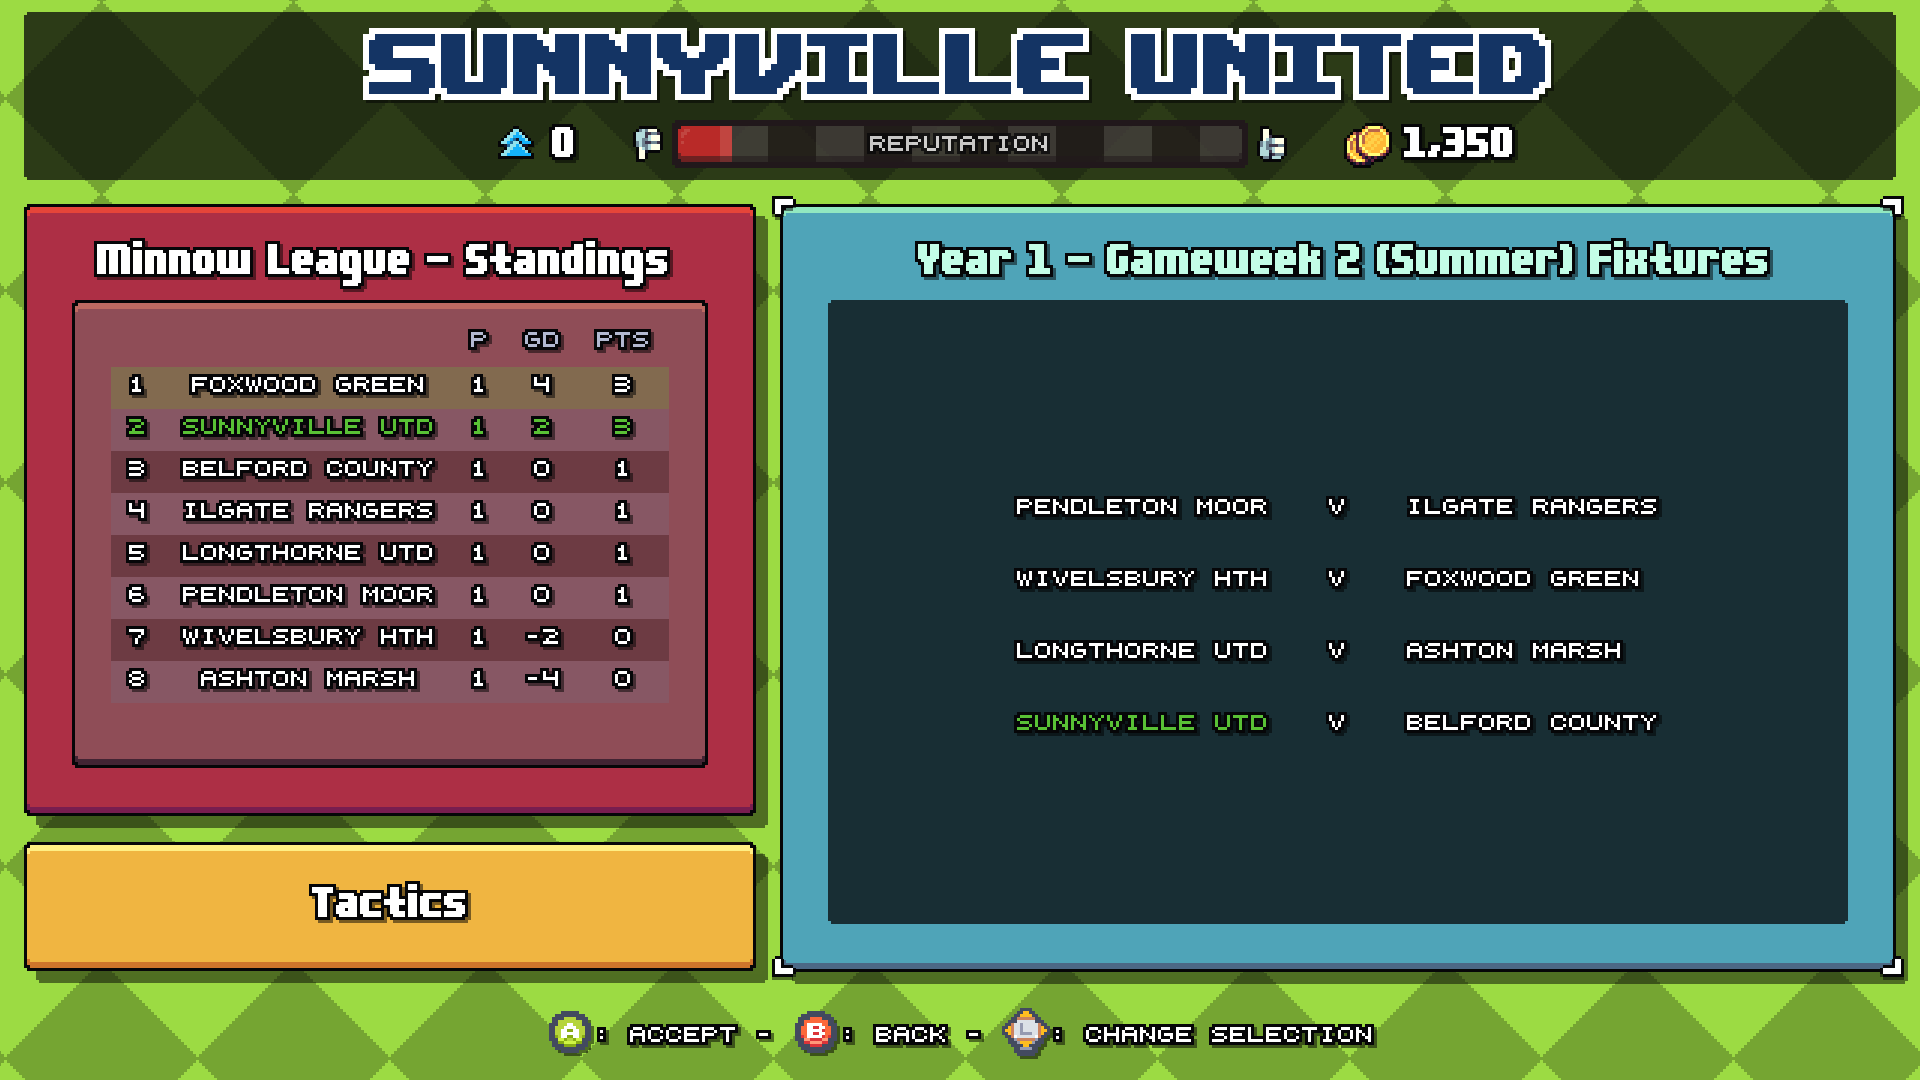 SUNNYVILLE UNITED
0 REPUTATION 1,350
Minnow League - Standings
P GD PTS
1 FOXWOOD GREEN 1 4 3
2 SUNNYVILLE UTD 1 2 3
3 BELFORD COUNTY 1 0 1
4 ILGATE RANGERS 1 0 1
5 LONGTHORNE UTD 1 0 1
6 PENDLETON MOOR 1 0 1
7 WIVELSBURY HTH 1 -2 0
8 ASHTON MARSH 1 -4 0
Tactics
Year 1 - Gameweek 2 (Summer) Fixtures
PENDLETON MOOR V ILGATE RANGERS
WIVELSBURY HTH V FOXWOOD GREEN
LONGTHORNE UTD V ASHTON MARSH
SUNNYVILLE UTD V BELFORD COUNTY
A: ACCEPT - B: BACK - L: CHANGE SELECTION